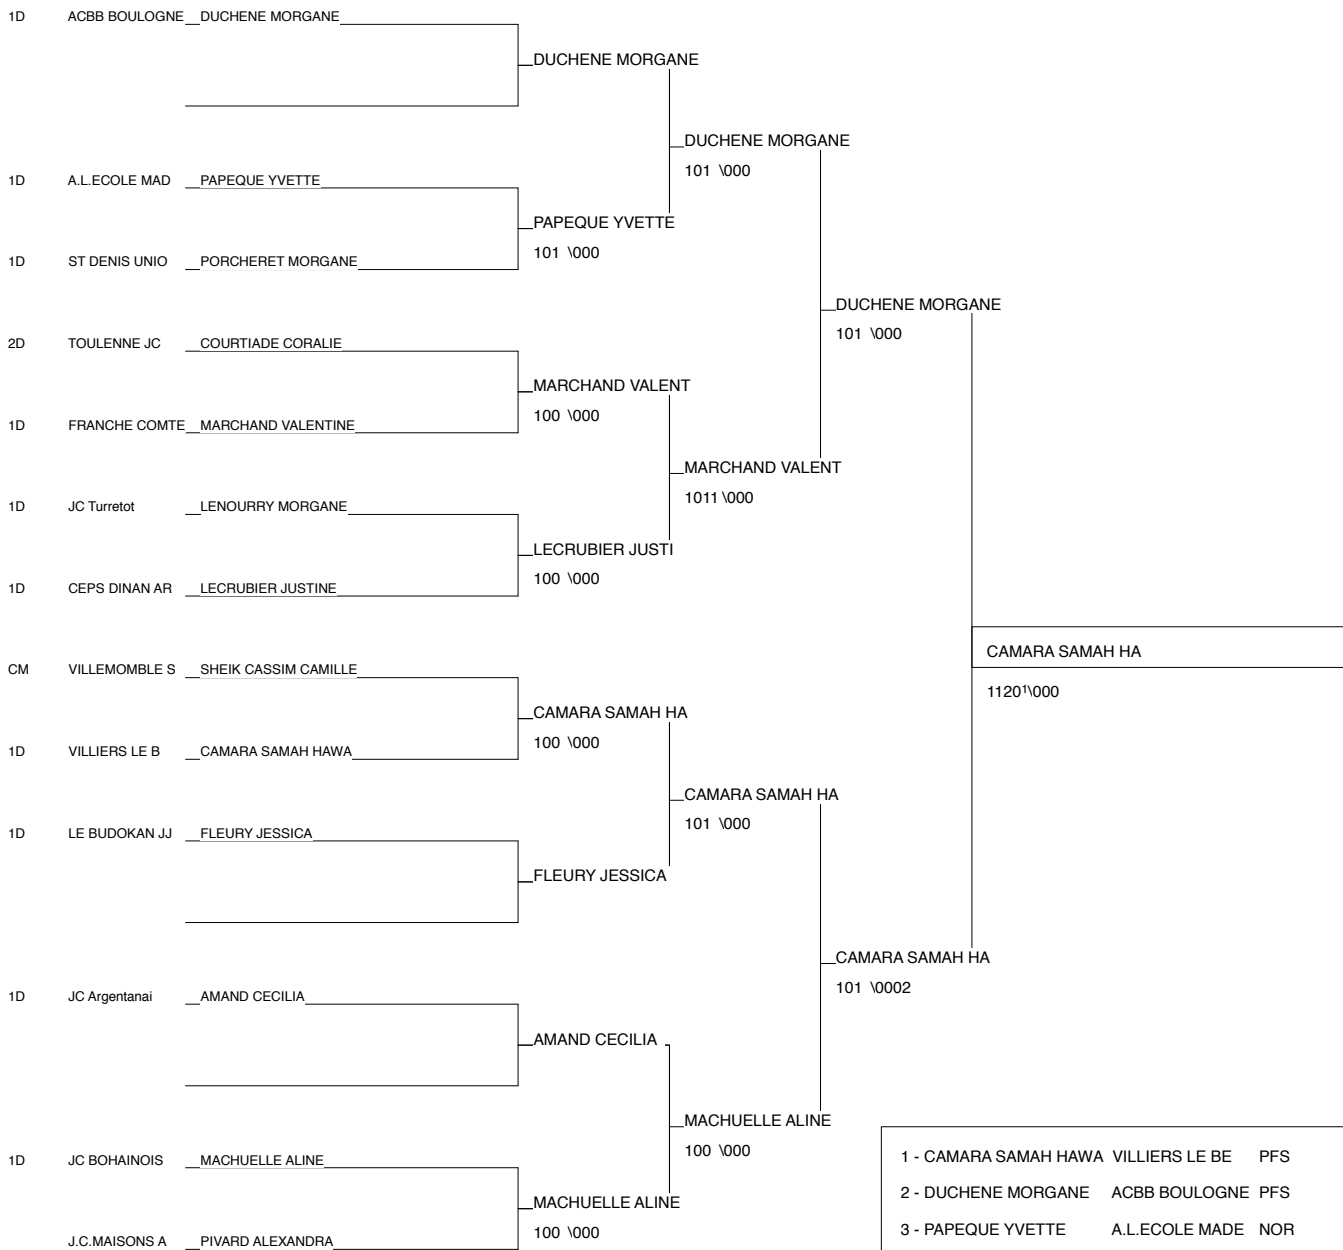 1D ACBB BOULOGNE DUCHENE MORGANE
DUCHENE MORGANE
DUCHENE MORGANE
101 \000
1D A.L.ECOLE MAD PAPEQUE YVETTE
PAPEQUE YVETTE
101 \000
1D ST DENIS UNIO PORCHERET MORGANE
DUCHENE MORGANE
101 \000
2D TOULENNE JC COURTIADE CORALIE
MARCHAND VALENT
100 \000
1D FRANCHE COMTE MARCHAND VALENTINE
MARCHAND VALENT
1011 \000
1D JC Turretot LENOURRY MORGANE
LECRUBIER JUSTI
100 \000
1D CEPS DINAN AR LECRUBIER JUSTINE
CAMARA SAMAH HA
1120¹\000
CM VILLEMOMBLE S SHEIK CASSIM CAMILLE
CAMARA SAMAH HA
100 \000
1D VILLIERS LE B CAMARA SAMAH HAWA
CAMARA SAMAH HA
101 \000
1D LE BUDOKAN JJ FLEURY JESSICA
FLEURY JESSICA
CAMARA SAMAH HA
101 \0002
1D JC Argentanai AMAND CECILIA
AMAND CECILIA
MACHUELLE ALINE
100 \000
1D JC BOHAINOIS MACHUELLE ALINE
MACHUELLE ALINE
100 \000
J.C.MAISONS A PIVARD ALEXANDRA
1 - CAMARA SAMAH HAWA VILLIERS LE BE PFS
2 - DUCHENE MORGANE ACBB BOULOGNE PFS
3 - PAPEQUE YVETTE A.L.ECOLE MADE NOR